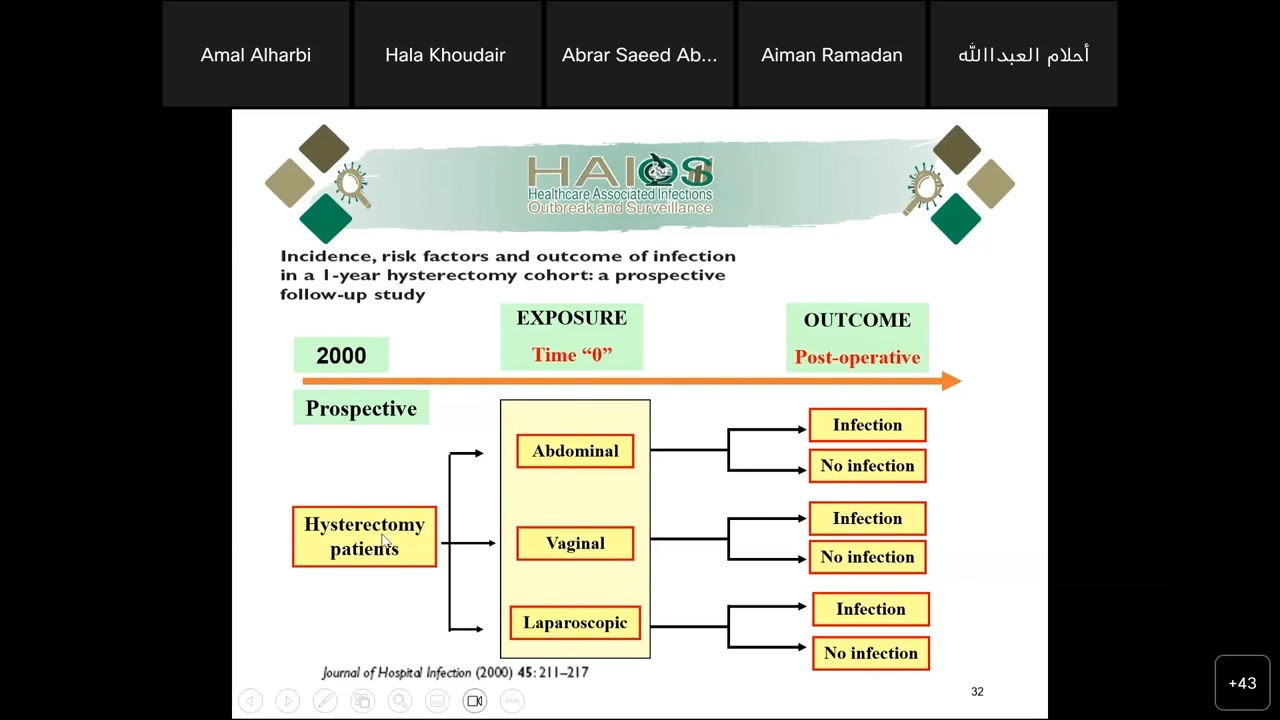 Amal Alharbi
Hala Khoudair
Abrar Saeed Ab...
Aiman Ramadan
أحلام العبداالله
HAIOS
Healthcare Associated Infections
Outbreak and Surveillance
Incidence, risk factors and outcome of infection
in a 1-year hysterectomy cohort: a prospective
follow-up study
EXPOSURE
Time “0”
OUTCOME
Post-operative
2000
Prospective
Hysterectomy
patients
Abdominal
Vaginal
Laparoscopic
Infection
No infection
Infection
No infection
Infection
No infection
Journal of Hospital Infection (2000) 45: 211–217
32
+43